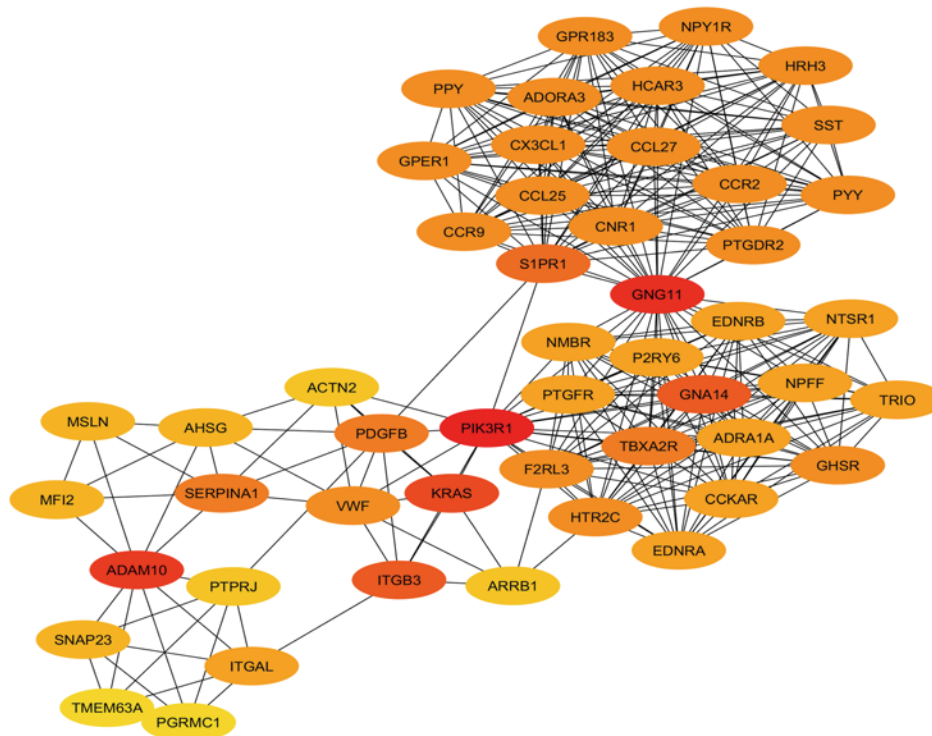 NPY1R
GPR183
HRH3
HCAR3
PPY
ADORA3
SST
CX3CL1
CCL27
GPER1
CCR2
CCL25
PYY
CNR1
CCR9
PTGDR2
S1PR1
GNG11
EDNRB
NTSR1
NMBR
P2RY6
ACTN2
NPFF
PTGFR
GNA14
TRIO
MSLN
AHSG
PDGFB
PIK3R1
TBXA2R
ADRA1A
F2RL3
GHSR
MFI2
SERPINA1
VWF
KRAS
CCKAR
HTR2C
EDNRA
ADAM10
PTPRJ
ITGB3
ARRB1
SNAP23
ITGAL
TMEM63A
PGRMC1